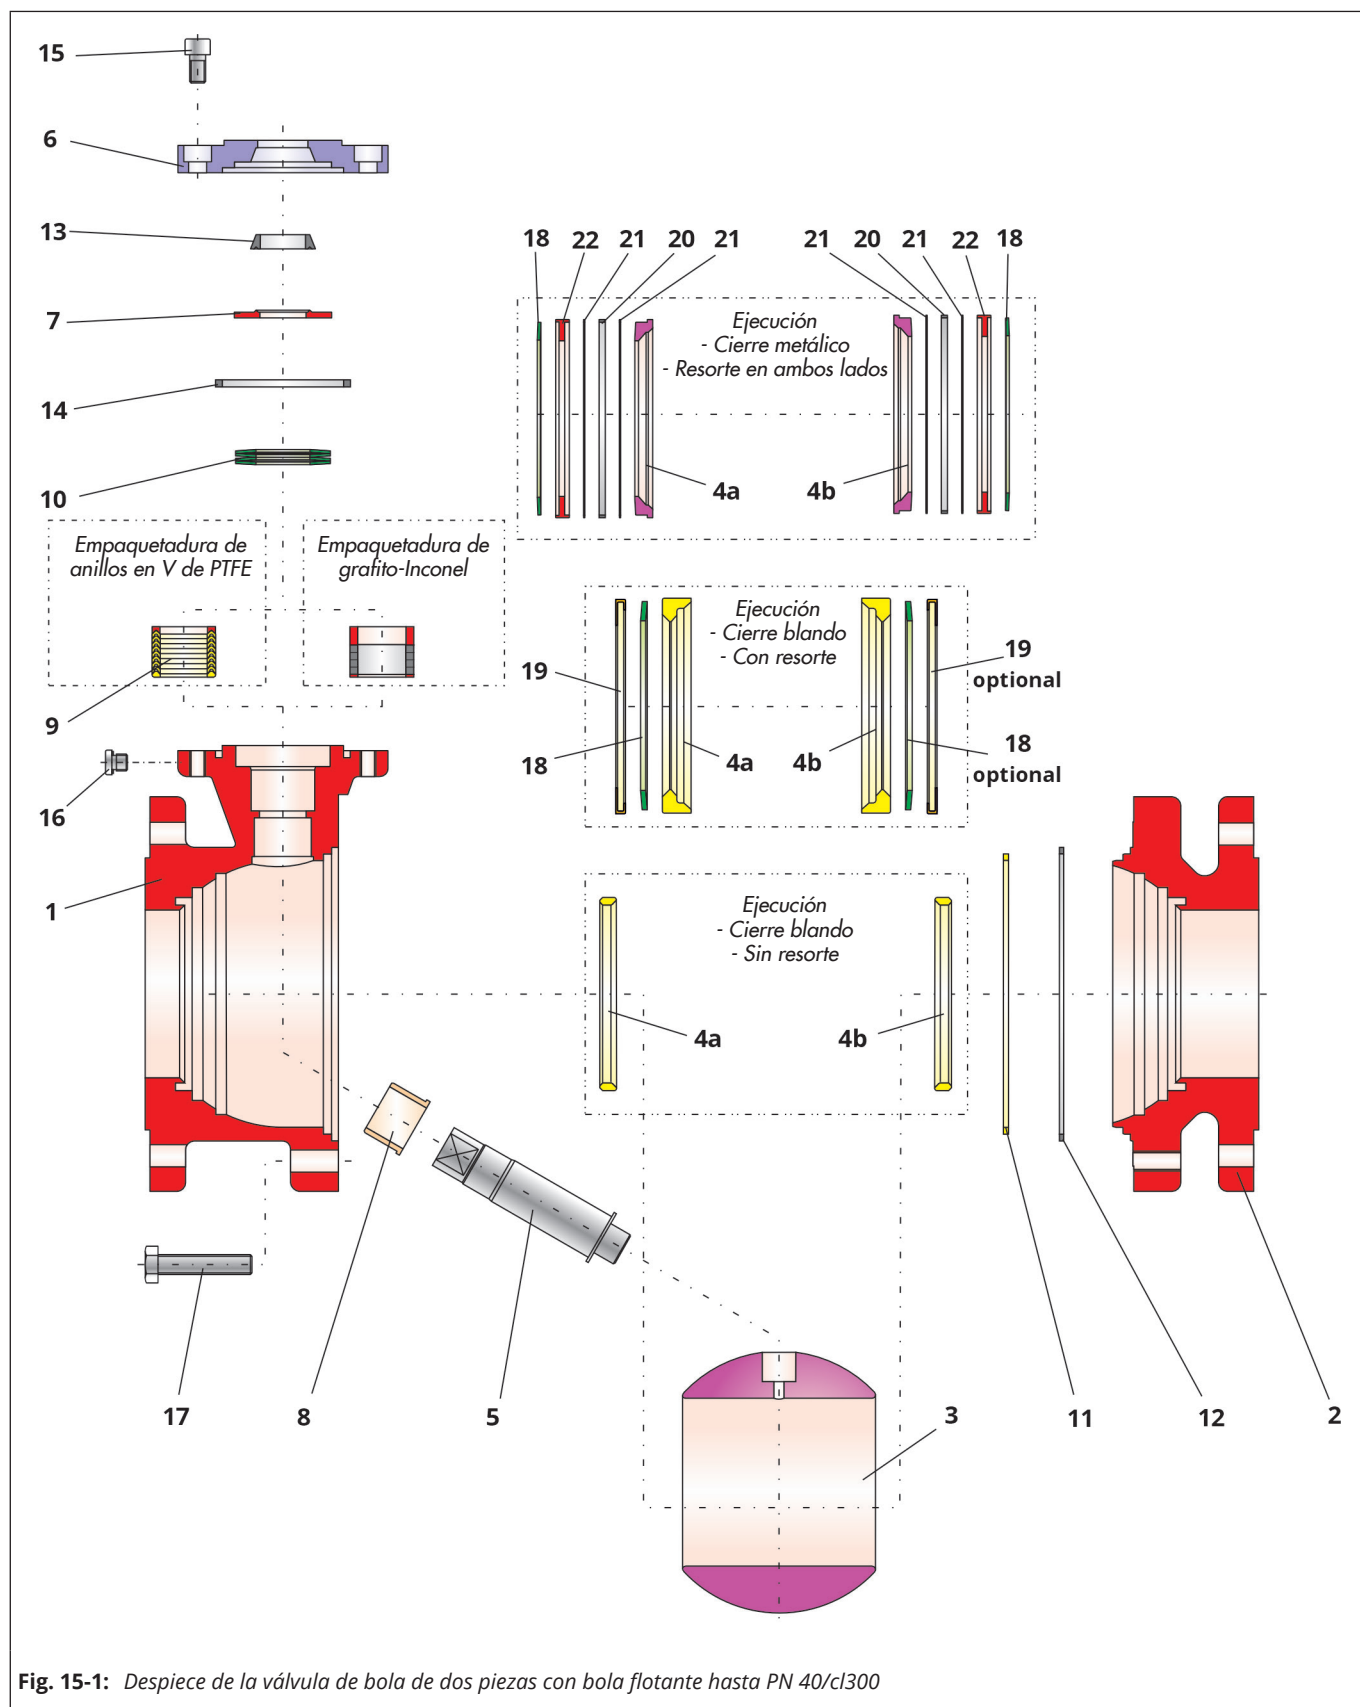 15
6
13
7
14
10
18 22 21 20 21 21 20 21 22 18
Ejecución
- Cierre metálico
- Resorte en ambos lados
4a 4b
Empaquetadura de
anillos en V de PTFE
Empaquetadura de
grafito-Inconel
9
Ejecución
- Cierre blando
- Con resorte
19
18
4a 4b
19
optional
18
optional
16
1
Ejecución
- Cierre blando
- Sin resorte
4a 4b
17 8 5 3 11 12 2
Fig. 15-1: Despiece de la válvula de bola de dos piezas con bola flotante hasta PN 40/cl300